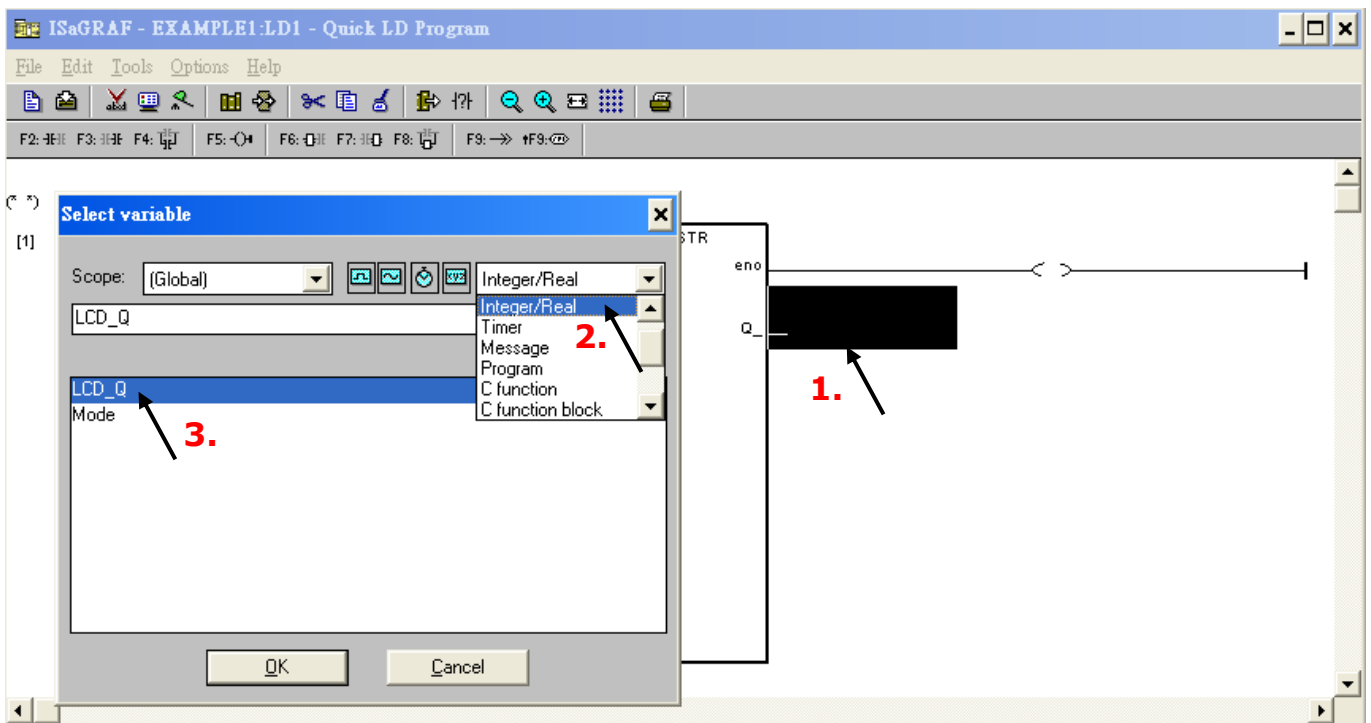 ISaGRAF - EXAMPLE1:LD1 - Quick LD Program
File Edit Tools Options Help
F2: F3: F4: F5: F6: F7: F8: F9: F9:
(* *)
[1]
Select variable
Scope: (Global) xyz Integer/Real
LCD_Q
Integer/Real
Timer
Message
Program
C function
C function block
2.
LCD_Q
Mode
3.
OK Cancel
STR
eno
Q_
1.